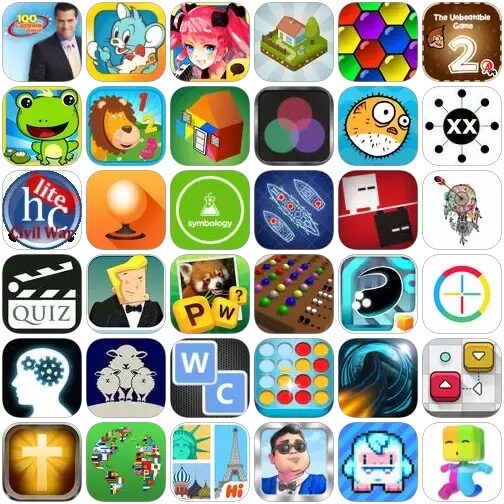 100
The Unbeatable
Game
2
1 2
XX
lite
hc
Civil War
symbology
QUIZ
P W ?
W
C
Hi